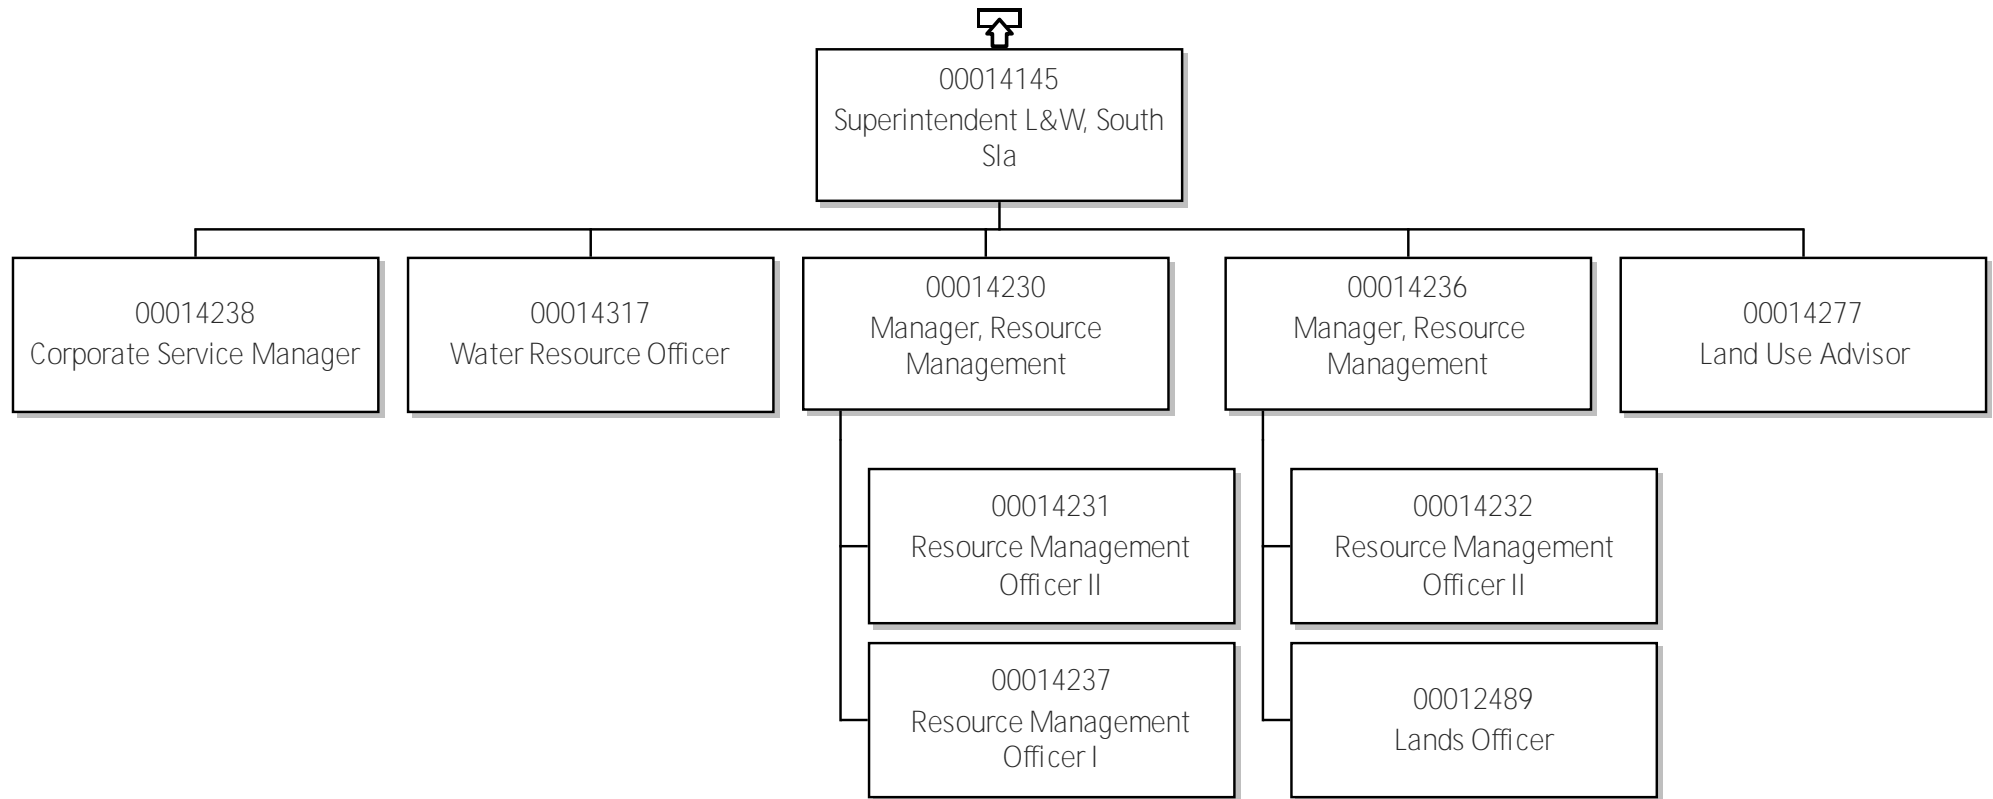 00014145
Superintendent L&W, South
Sla
00014238
Corporate Service Manager
00014317
Water Resource Officer
00014230
Manager, Resource
Management
00014236
Manager, Resource
Management
00014277
Land Use Advisor
00014231
Resource Management
Officer II
00014237
Resource Management
Officer I
00014232
Resource Management
Officer II
00012489
Lands Officer